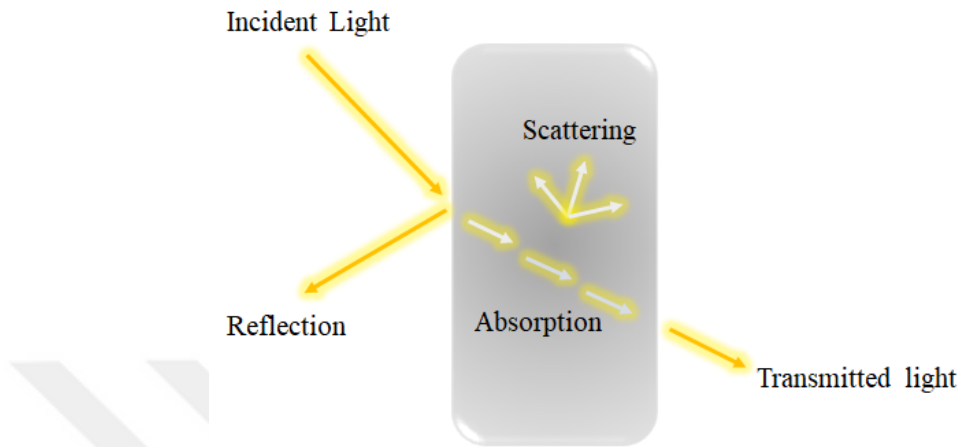 Incident Light
Scattering
Reflection
Absorption
Transmitted light